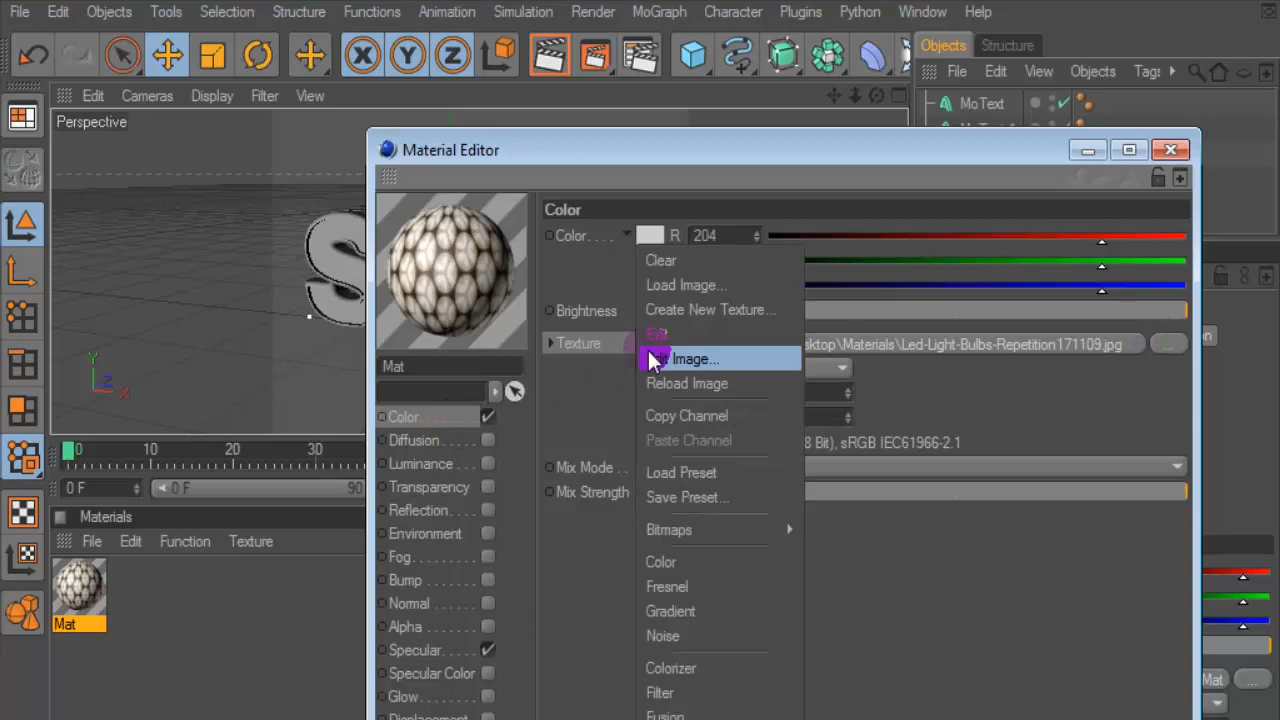 File Edit Objects Tools Selection Structure Functions Animation Simulation Render MoGraph Character Plugins Python Window Help
X Y Z
Objects Structure
Edit Cameras Display Filter View
File Edit View Objects Tags
MoText
Perspective
Material Editor
Color
Color.... R 204
Clear
Load Image...
Create New Texture...
Edit Image...
Reload Image
Copy Channel
Paste Channel
Load Preset
Save Preset...
Bitmaps
Color
Fresnel
Gradient
Noise
Colorizer
Filter
Brightness
Texture
sktop\Materials\Led-Light-Bulbs-Repetition171109.jpg ...
8 Bit), sRGB IEC61966-2.1
Mix Mode ..
Mix Strength
Mat
Color......
Diffusion....
Luminance...
Transparency
Reflection....
Environment
Fog.........
Bump......
Normal.....
Alpha.......
Specular....
Specular Color
Glow.......
Y Z X
0 10 20 30
0 F 0 F 90
Materials
File Edit Function Texture
Mat
Mat ...